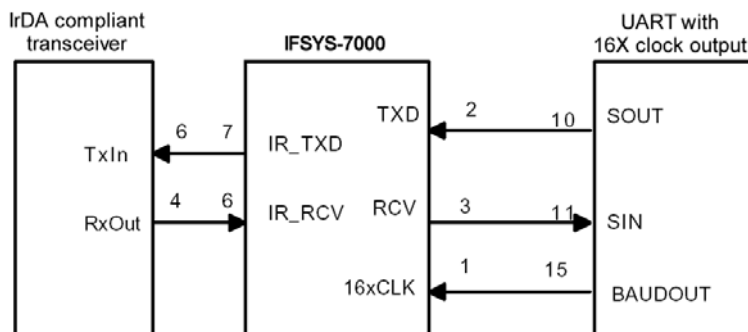 IrDA compliant
transceiver
IFSYS-7000
UART with
16X clock output
TXD
2
10
SOUT
6
7
TxIn
IR_TXD
4
6
RxOut
IR_RCV
RCV
3
11
SIN
1
15
16xCLK
BAUDOUT